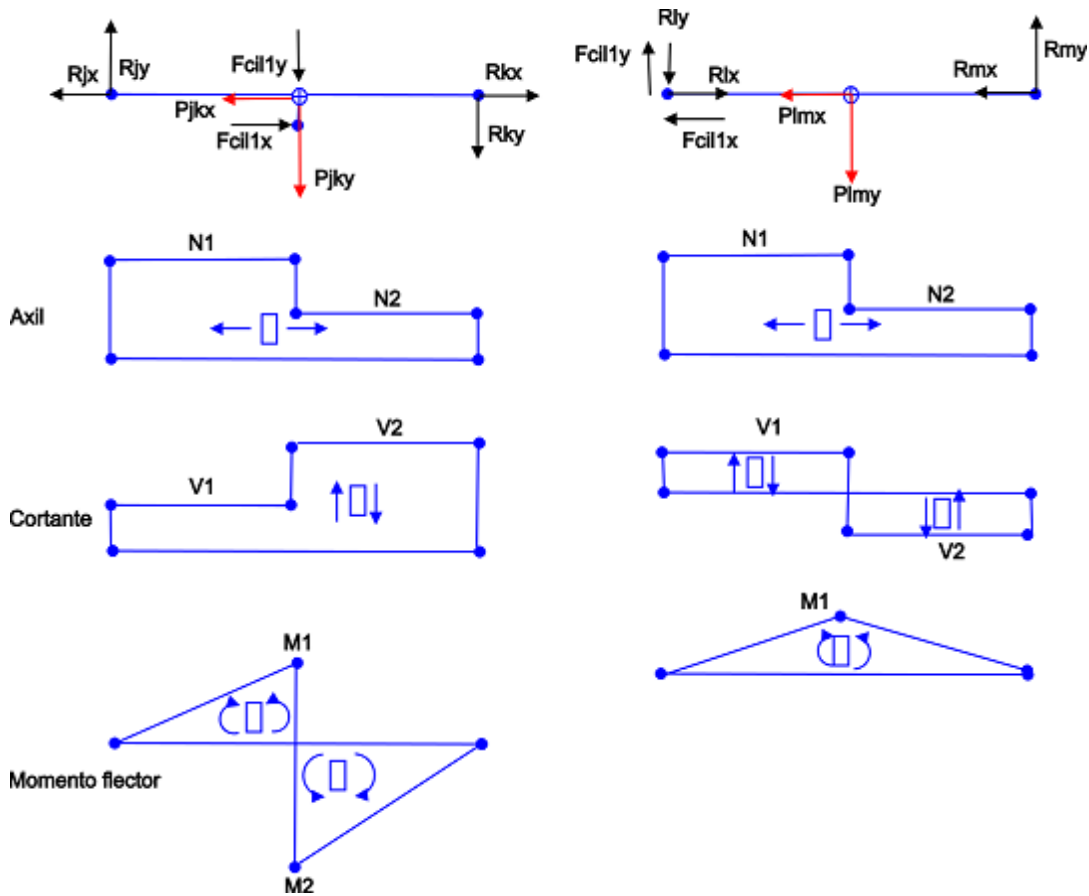 Rjx
Rjy
Fcil1y
Pjkx
Fcil1x
Pjky
Rkx
Rky
Fcil1y
Rly
Rlx
Fcil1x
Plmx
Plmy
Rmx
Rmy
Axil
N1
N2
N1
N2
Cortante
V1
V2
V1
V2
Momento flector
M1
M2
M1